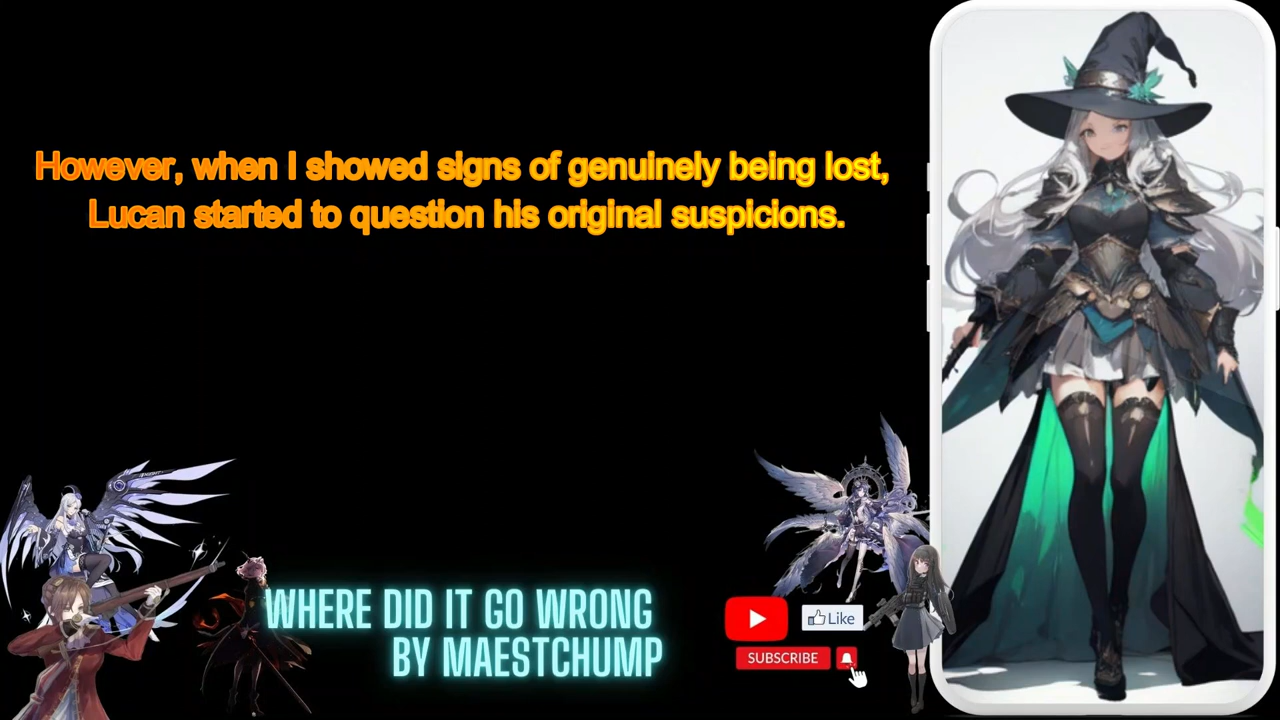 However, when I showed signs of genuinely being lost,
Lucan started to question his original suspicions.
WHERE DID IT GO WRONG
BY MAESTCHUMP
Like
SUBSCRIBE